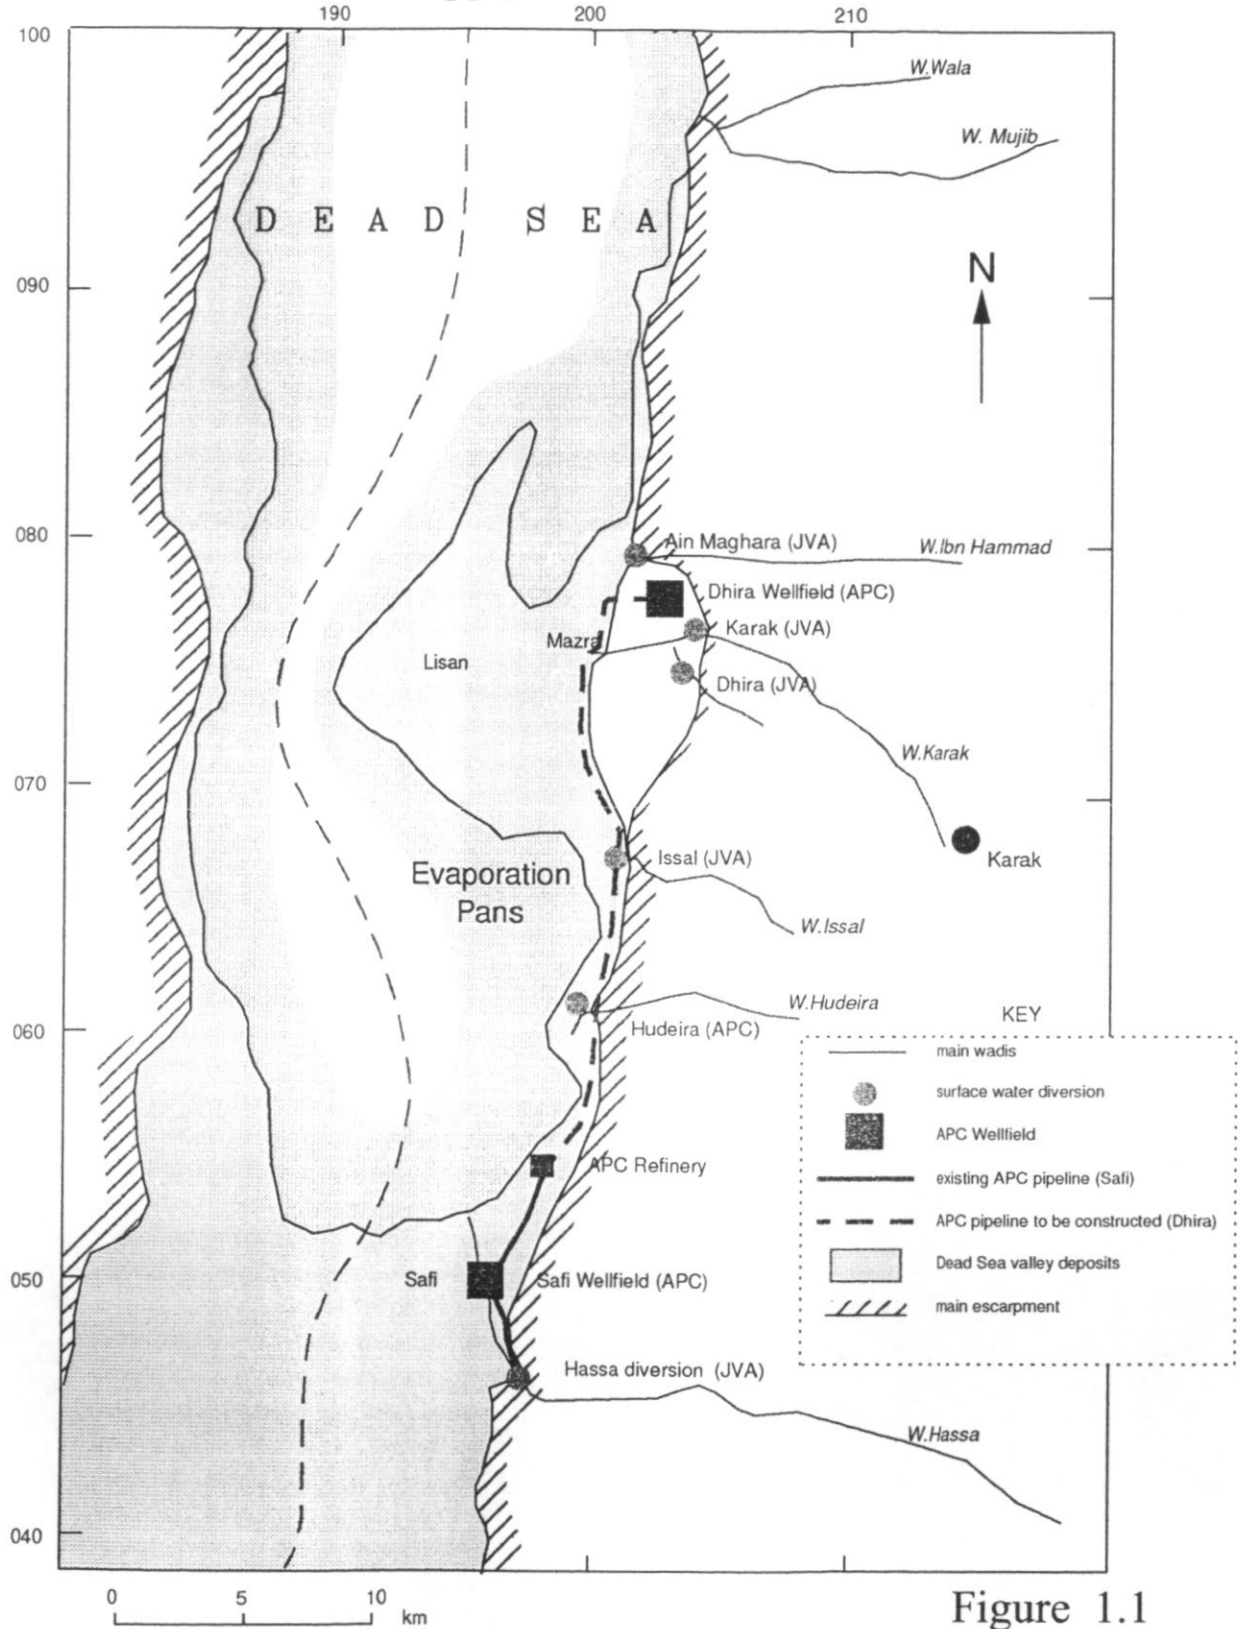 190 200 210
100
W.Wala
W. Mujib
DEAD SEA
N
090
080
Ain Maghara (JVA)
W.Ibn Hammad
Dhira Wellfield (APC)
Karak (JVA)
Mazra
Lisan
Dhira (JVA)
W.Karak
070
Karak
Issal (JVA)
Evaporation
Pans
W.Issal
W.Hudeira
Hudeira (APC)
060
KEY
main wadis
surface water diversion
APC Wellfield
APC Refinery
existing APC pipeline (Safi)
APC pipeline to be constructed (Dhira)
Dead Sea valley deposits
main escarpment
050
Safi
Safi Wellfield (APC)
Hassa diversion (JVA)
W.Hassa
040
0 5 10
km
Figure 1.1